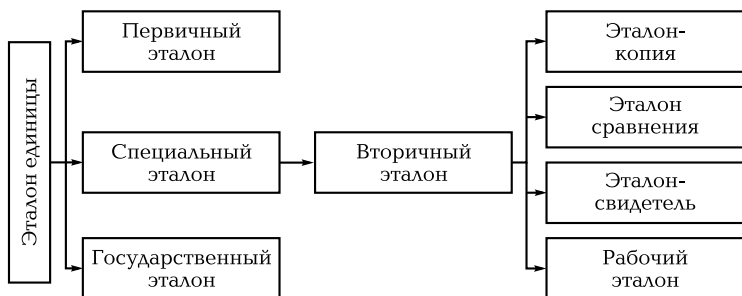 Эталон единицы
Первичный
эталон
Специальный
эталон
Государственный
эталон
Вторичный
эталон
Эталон-
копия
Эталон
сравнения
Эталон-
свидетель
Рабочий
эталон